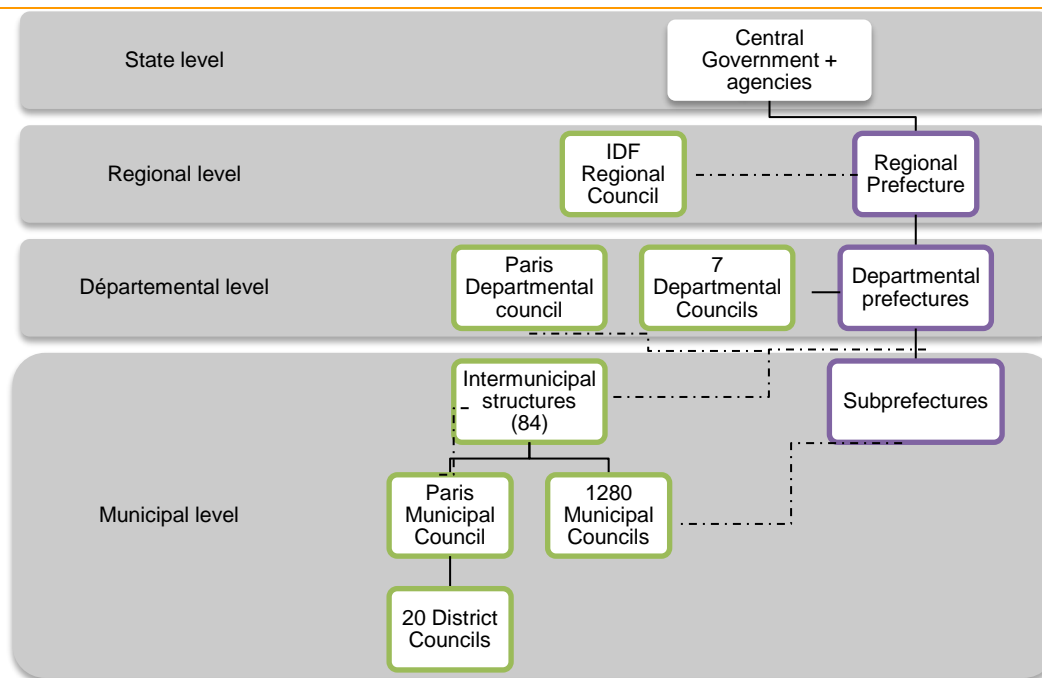 State level
Central
Government +
agencies
Regional level
IDF
Regional
Council
Regional
Prefecture
Départemental level
Paris
Departmental
council
7
Departmental
Councils
Departmental
prefectures
Intermunicipal
structures
(84)
Subprefectures
Municipal level
Paris
Municipal
Council
1280
Municipal
Councils
20 District
Councils